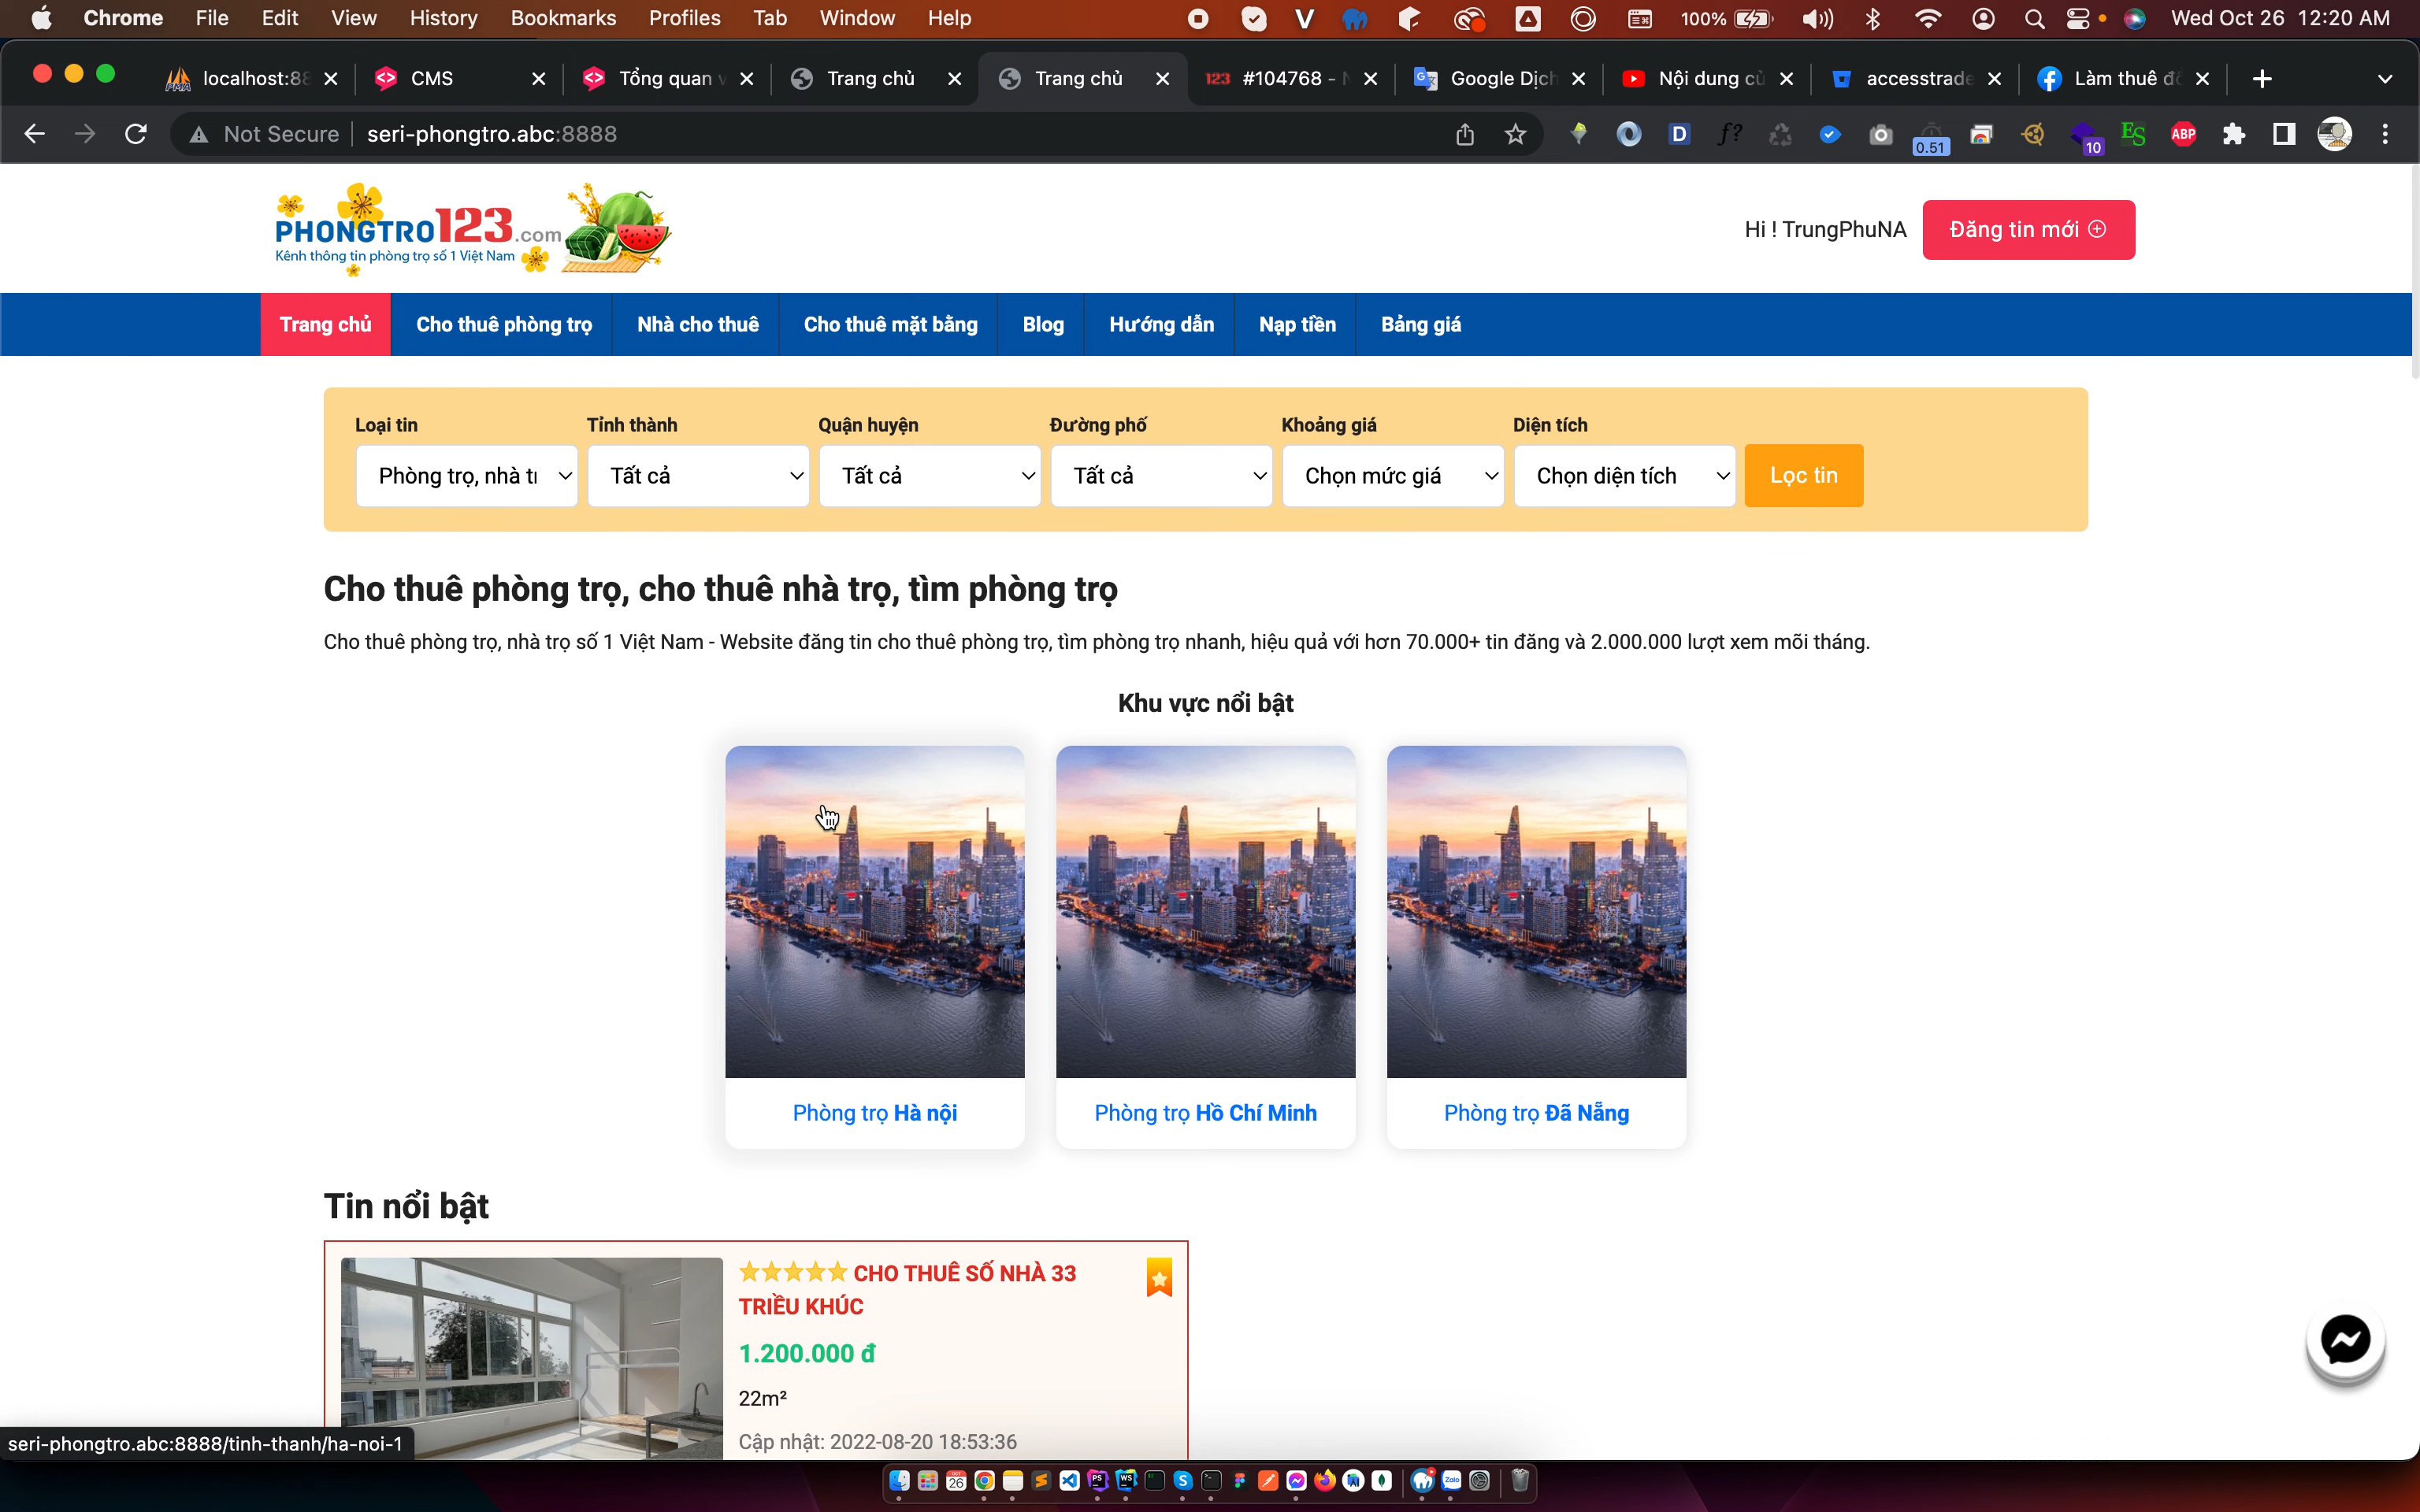 Chrome File Edit View History Bookmarks Profiles Tab Window Help 100% Wed Oct 26 12:20 AM
localhost:88 CMS Tổng quan v Trang chủ Trang chủ #104768 - N Google Dịch Nội dung củ accesstrade Làm thuê đồ
Not Secure seri-phongtro.abc:8888
0.51 10 ABP
PHONGTRO123.com
Kênh thông tin phòng trọ số 1 Việt Nam
Hi ! TrungPhuNA Đăng tin mới
Trang chủ Cho thuê phòng trọ Nhà cho thuê Cho thuê mặt bằng Blog Hướng dẫn Nạp tiền Bảng giá
Loại tin Tỉnh thành Quận huyện Đường phố Khoảng giá Diện tích
Phòng trọ, nhà tr Tất cả Tất cả Tất cả Chọn mức giá Chọn diện tích Lọc tin
Cho thuê phòng trọ, cho thuê nhà trọ, tìm phòng trọ
Cho thuê phòng trọ, nhà trọ số 1 Việt Nam - Website đăng tin cho thuê phòng trọ, tìm phòng trọ nhanh, hiệu quả với hơn 70.000+ tin đăng và 2.000.000 lượt xem mỗi tháng.
Khu vực nổi bật
Phòng trọ Hà nội Phòng trọ Hồ Chí Minh Phòng trọ Đã Nẵng
Tin nổi bật
CHO THUÊ SỐ NHÀ 33
TRIỀU KHÚC
1.200.000 đ
22m²
Cập nhật: 2022-08-20 18:53:36
seri-phongtro.abc:8888/tinh-thanh/ha-noi-1